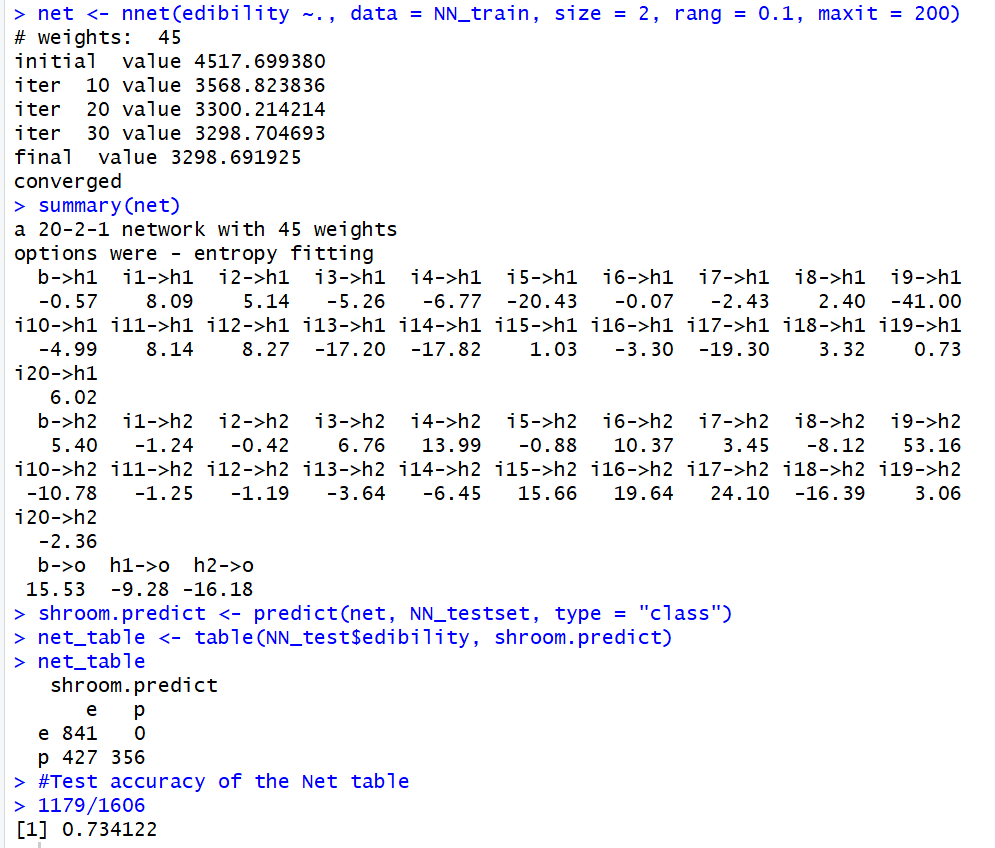 > net <- nnet(edibility ~., data = NN_train, size = 2, rang = 0.1, maxit = 200)
# weights:  45
initial  value 4517.699380
iter  10 value 3568.823836
iter  20 value 3300.214214
iter  30 value 3298.704693
final  value 3298.691925
converged
> summary(net)
a 20-2-1 network with 45 weights
options were - entropy fitting
  b->h1  i1->h1  i2->h1  i3->h1  i4->h1  i5->h1  i6->h1  i7->h1  i8->h1  i9->h1
  -0.57    8.09    5.14   -5.26   -6.77  -20.43   -0.07   -2.43    2.40  -41.00
i10->h1 i11->h1 i12->h1 i13->h1 i14->h1 i15->h1 i16->h1 i17->h1 i18->h1 i19->h1
  -4.99    8.14    8.27  -17.20  -17.82    1.03   -3.30  -19.30    3.32    0.73
i20->h1
   6.02
  b->h2  i1->h2  i2->h2  i3->h2  i4->h2  i5->h2  i6->h2  i7->h2  i8->h2  i9->h2
   5.40   -1.24   -0.42    6.76   13.99   -0.88   10.37    3.45   -8.12   53.16
i10->h2 i11->h2 i12->h2 i13->h2 i14->h2 i15->h2 i16->h2 i17->h2 i18->h2 i19->h2
 -10.78   -1.25   -1.19   -3.64   -6.45   15.66   19.64   24.10  -16.39    3.06
i20->h2
  -2.36
  b->o  h1->o  h2->o
 15.53  -9.28 -16.18
> shroom.predict <- predict(net, NN_testset, type = "class")
> net_table <- table(NN_test$edibility, shroom.predict)
> net_table
   shroom.predict
      e   p
  e 841   0
  p 427 356
> #Test accuracy of the Net table
> 1179/1606
[1] 0.734122